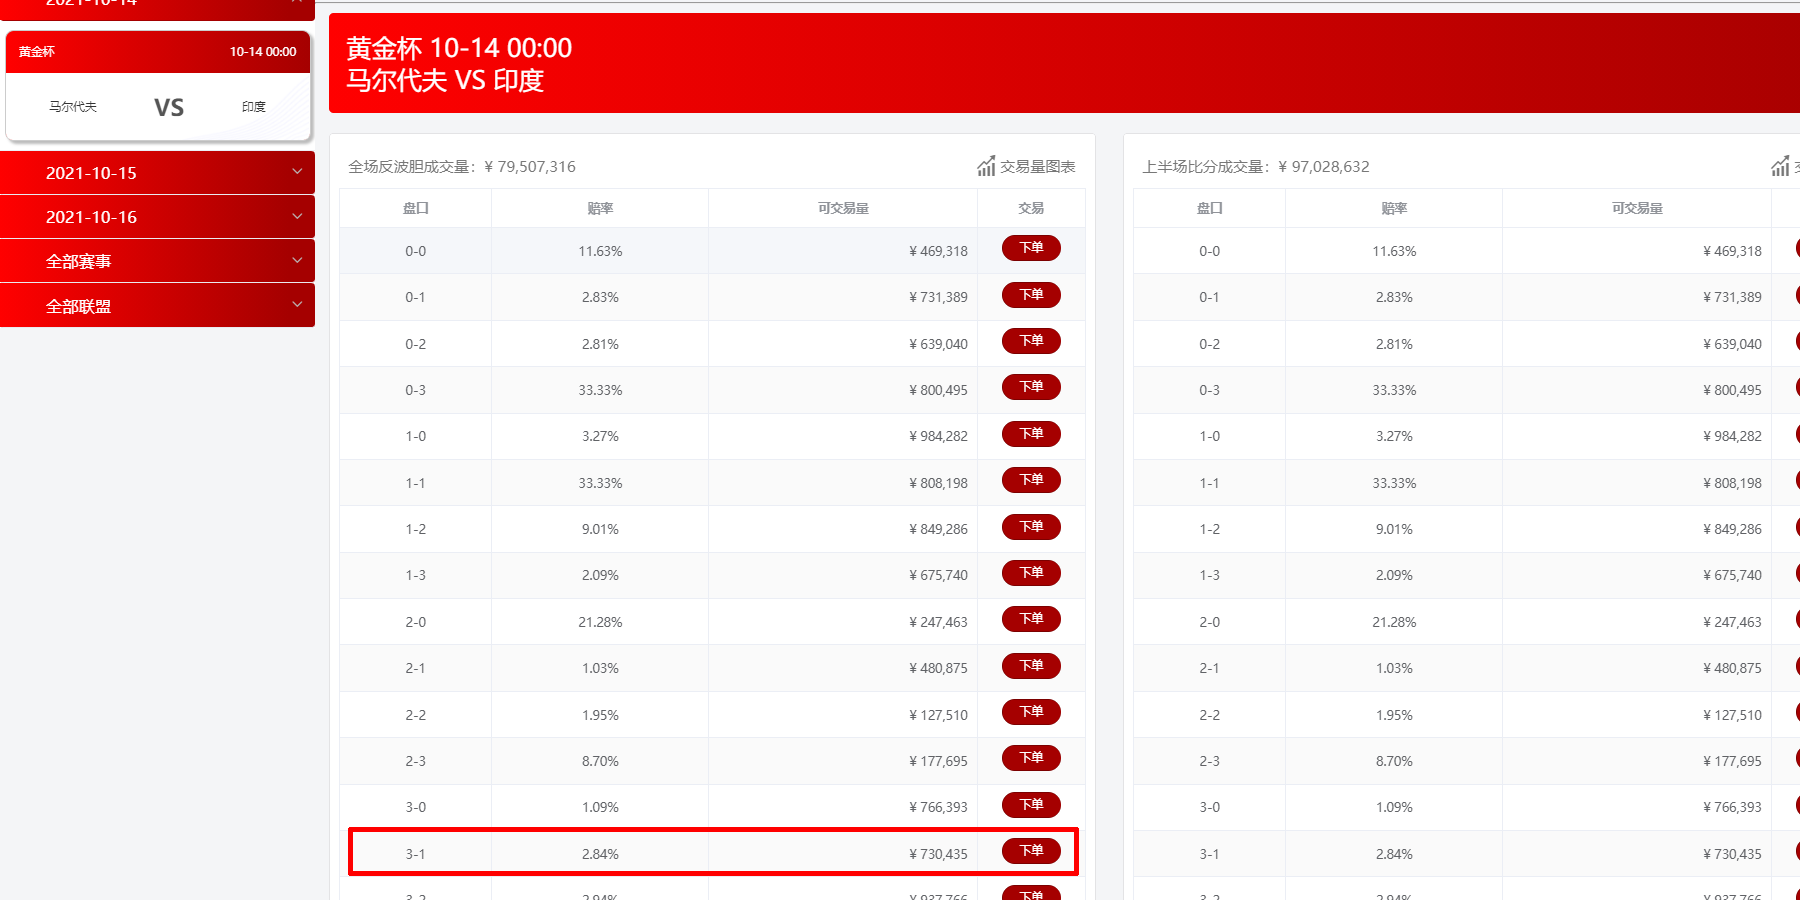 2021-10-14
黄金杯 10-14 00:00
马尔代夫 VS 印度
2021-10-15
2021-10-16
全部赛事
全部联盟
黄金杯 10-14 00:00
马尔代夫 VS 印度
全场反波胆成交量：¥ 79,507,316 交易量图表
盘口 赔率 可交易量 交易
0-0 11.63% ¥ 469,318 下单
0-1 2.83% ¥ 731,389 下单
0-2 2.81% ¥ 639,040 下单
0-3 33.33% ¥ 800,495 下单
1-0 3.27% ¥ 984,282 下单
1-1 33.33% ¥ 808,198 下单
1-2 9.01% ¥ 849,286 下单
1-3 2.09% ¥ 675,740 下单
2-0 21.28% ¥ 247,463 下单
2-1 1.03% ¥ 480,875 下单
2-2 1.95% ¥ 127,510 下单
2-3 8.70% ¥ 177,695 下单
3-0 1.09% ¥ 766,393 下单
3-1 2.84% ¥ 730,435 下单
3-2 2.94% ¥ 937,766 下单
上半场比分成交量：¥ 97,028,632
盘口 赔率 可交易量
0-0 11.63% ¥ 469,318
0-1 2.83% ¥ 731,389
0-2 2.81% ¥ 639,040
0-3 33.33% ¥ 800,495
1-0 3.27% ¥ 984,282
1-1 33.33% ¥ 808,198
1-2 9.01% ¥ 849,286
1-3 2.09% ¥ 675,740
2-0 21.28% ¥ 247,463
2-1 1.03% ¥ 480,875
2-2 1.95% ¥ 127,510
2-3 8.70% ¥ 177,695
3-0 1.09% ¥ 766,393
3-1 2.84% ¥ 730,435
3-2 2.94% ¥ 937,766